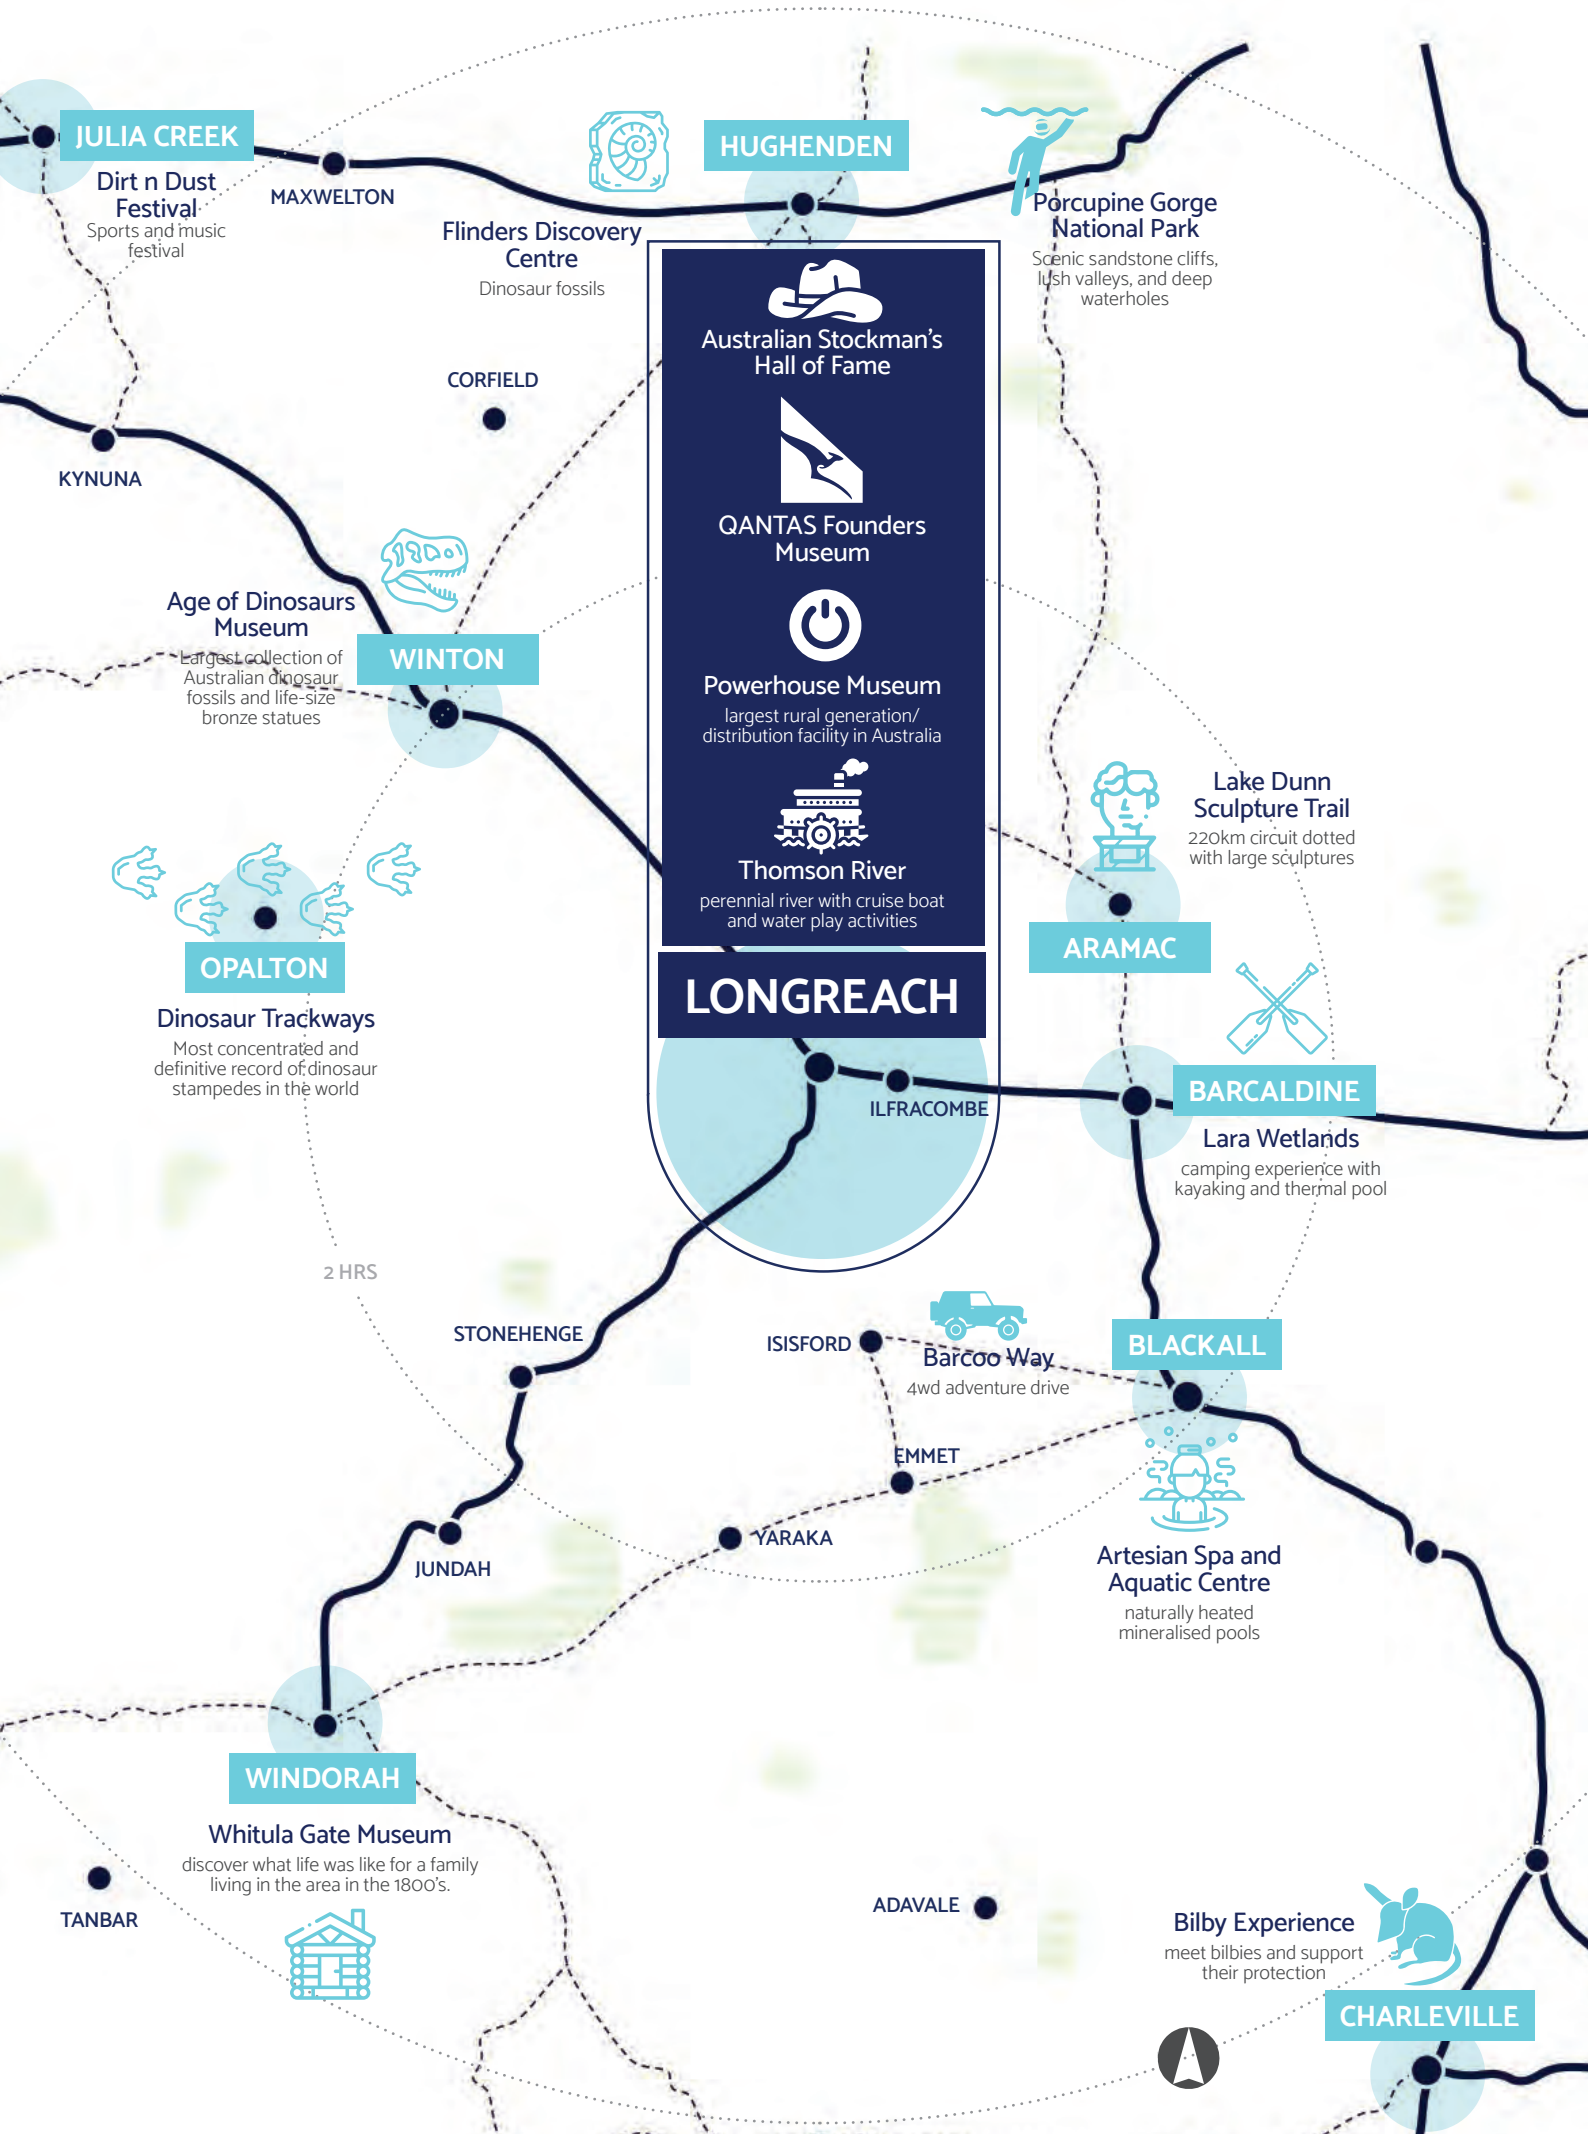 JULIA CREEK
Dirt n Dust
Festival
Sports and music
festival
MAXWELTON
HUGHENDEN
Flinders Discovery
Centre
Dinosaur fossils
Porcupine Gorge
National Park
Scenic sandstone cliffs,
lush valleys, and deep
waterholes
Australian Stockman's
Hall of Fame
QANTAS Founders
Museum
Powerhouse Museum
largest rural generation/
distribution facility in Australia
Thomson River
perennial river with cruise boat
and water play activities
LONGREACH
CORFIELD
KYNUNA
Age of Dinosaurs
Museum
Largest collection of
Australian dinosaur
fossils and life-size
bronze statues
WINTON
Lake Dunn
Sculpture Trail
220km circuit dotted
with large sculptures
ARAMAC
OPALTON
Dinosaur Trackways
Most concentrated and
definitive record of dinosaur
stampedes in the world
ILFRACOMBE
BARCALDINE
Lara Wetlands
camping experience with
kayaking and thermal pool
2 HRS
STONEHENGE
ISISFORD
Barcoo Way
4wd adventure drive
BLACKALL
EMMET
YARAKA
JUNDAH
Artesian Spa and
Aquatic Centre
naturally heated
mineralised pools
WINDORAH
Whitula Gate Museum
discover what life was like for a family
living in the area in the 1800's.
TANBAR
ADAVALE
Bilby Experience
meet bilbies and support
their protection
CHARLEVILLE